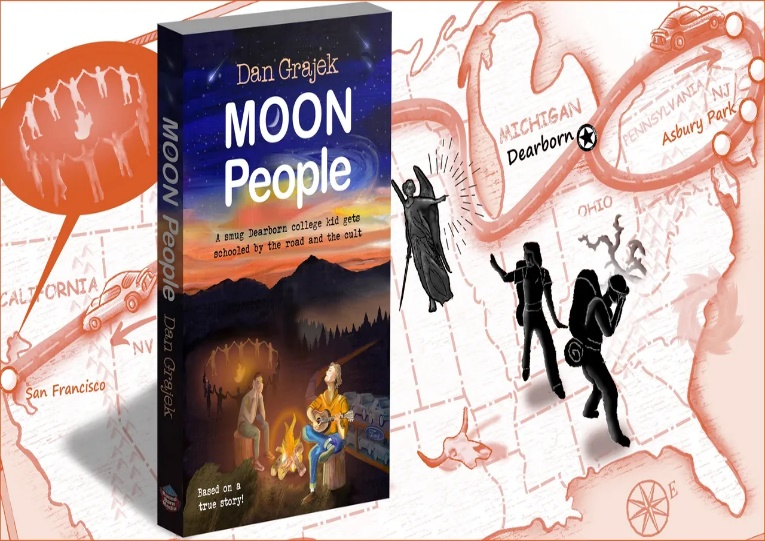 Dan Grajek
MOON
People
A smug Dearborn college kid gets
schooled by the road and the cult
Based on a
true story!
MOON People Dan Grajek
CALIFORNIA
NV
San Francisco
MICHIGAN
Dearborn
PENNSYLVANIA
NJ
Asbury Park
OHIO
E